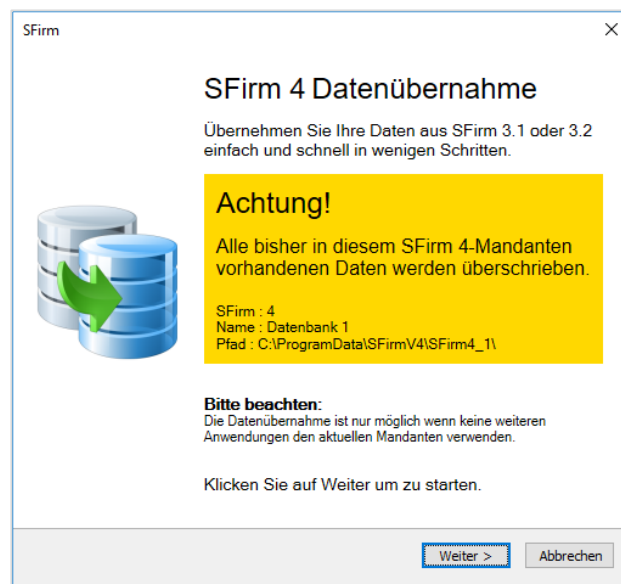 SFirm
SFirm 4 Datenübernahme
Übernehmen Sie Ihre Daten aus SFirm 3.1 oder 3.2
einfach und schnell in wenigen Schritten.
Achtung!
Alle bisher in diesem SFirm 4-Mandanten
vorhandenen Daten werden überschrieben.
SFirm : 4
Name : Datenbank 1
Pfad : C:\ProgramData\SFirmV4\SFirm4_1\
Bitte beachten:
Die Datenübernahme ist nur möglich wenn keine weiteren
Anwendungen den aktuellen Mandanten verwenden.
Klicken Sie auf Weiter um zu starten.
Weiter >
Abbrechen